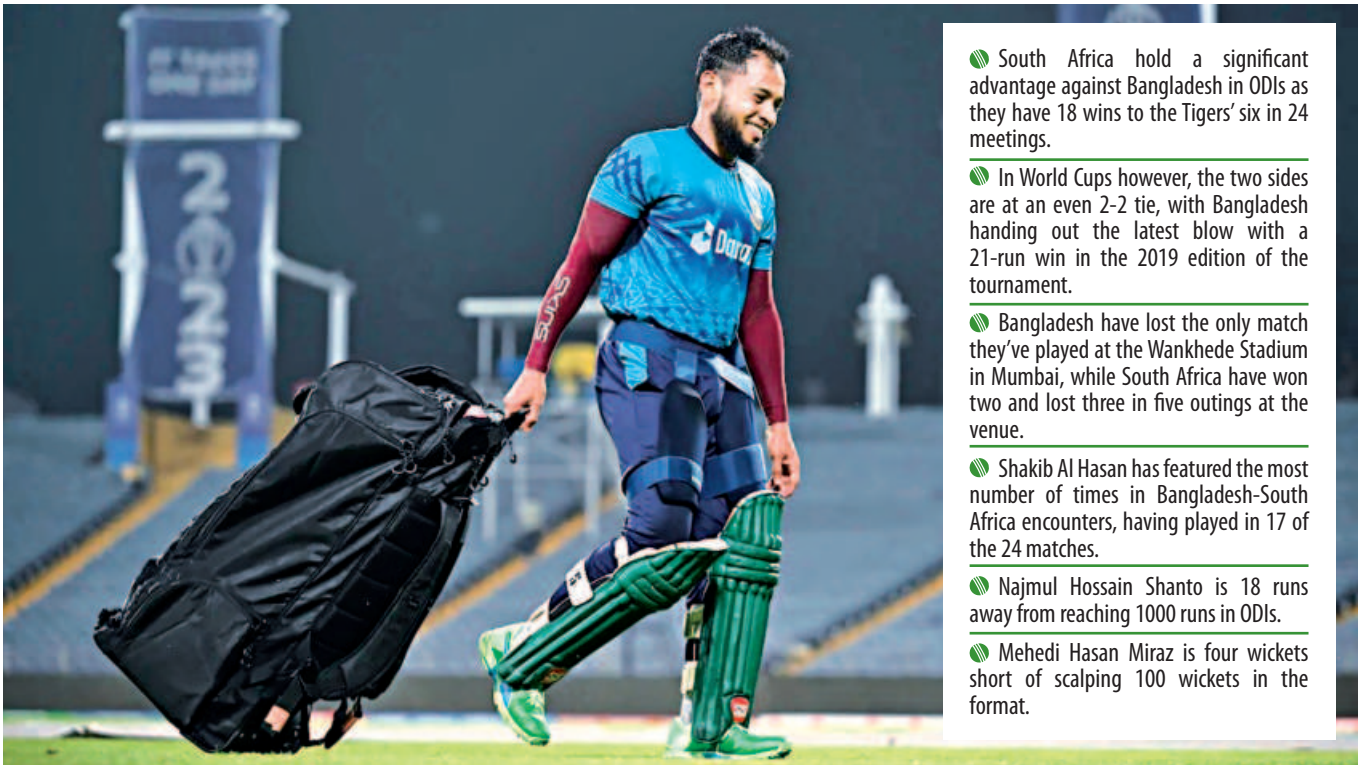 IT TAKES
ONE DAY
2023
SKINS
Daraz
South Africa hold a significant
advantage against Bangladesh in ODIs as
they have 18 wins to the Tigers’ six in 24
meetings.
In World Cups however, the two sides
are at an even 2-2 tie, with Bangladesh
handing out the latest blow with a
21-run win in the 2019 edition of the
tournament.
Bangladesh have lost the only match
they’ve played at the Wankhede Stadium
in Mumbai, while South Africa have won
two and lost three in five outings at the
venue.
Shakib Al Hasan has featured the most
number of times in Bangladesh-South
Africa encounters, having played in 17 of
the 24 matches.
Najmul Hossain Shanto is 18 runs
away from reaching 1000 runs in ODIs.
Mehedi Hasan Miraz is four wickets
short of scalping 100 wickets in the
format.